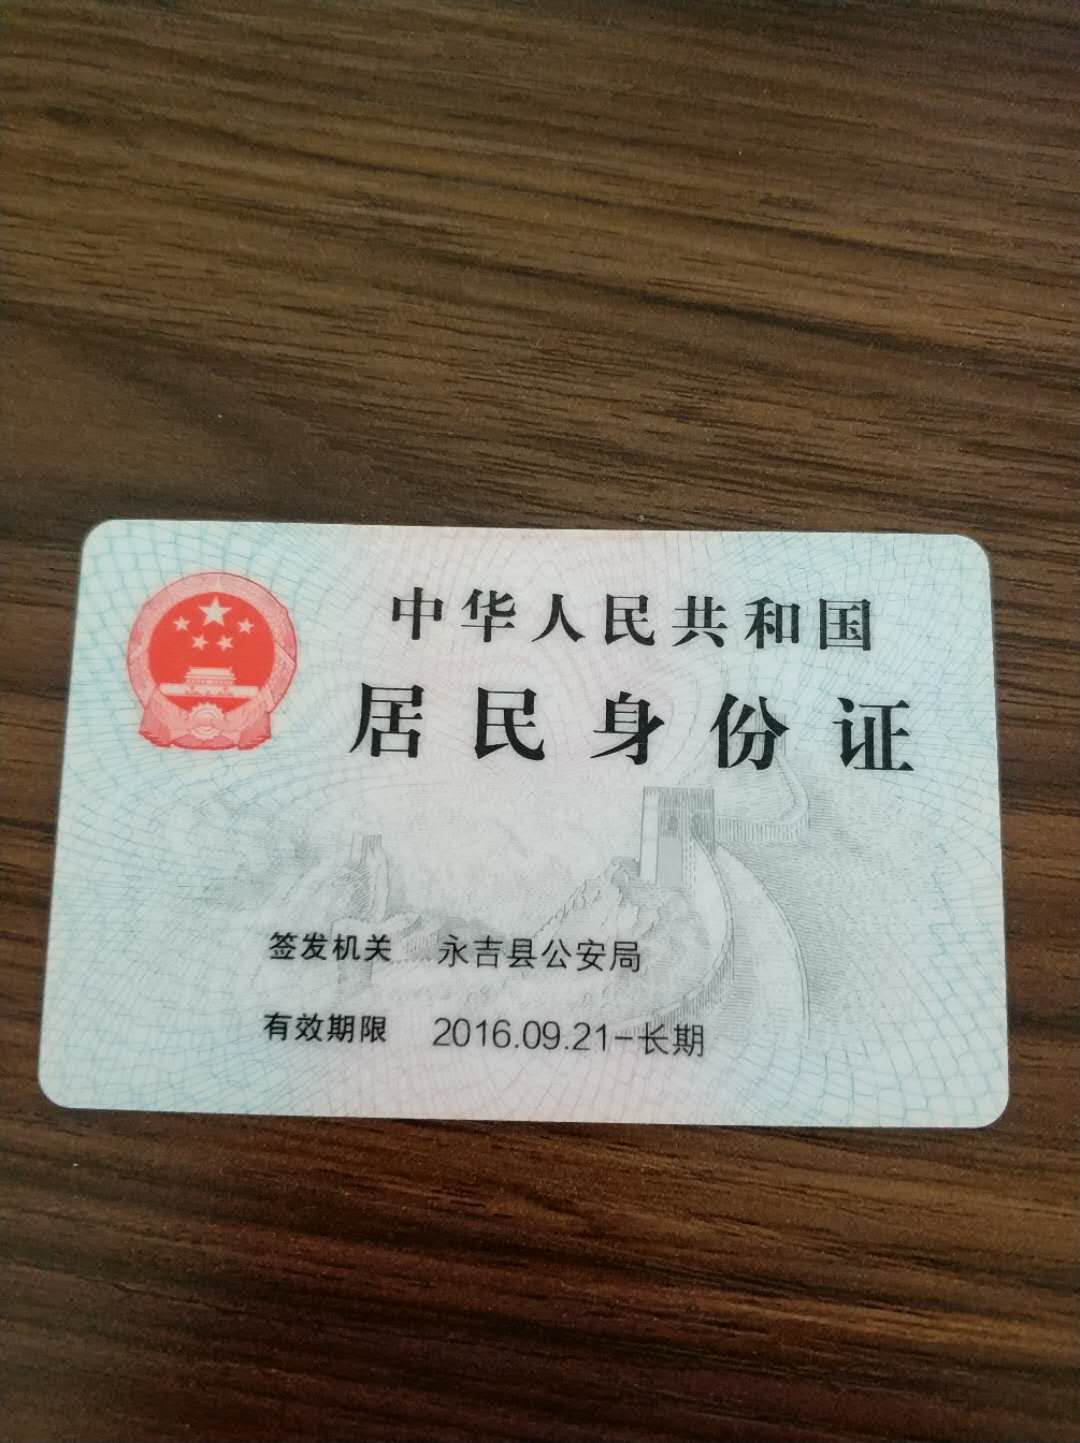 中华人民共和国
居民身份证
签发机关 永吉县公安局
有效期限 2016.09.21-长期